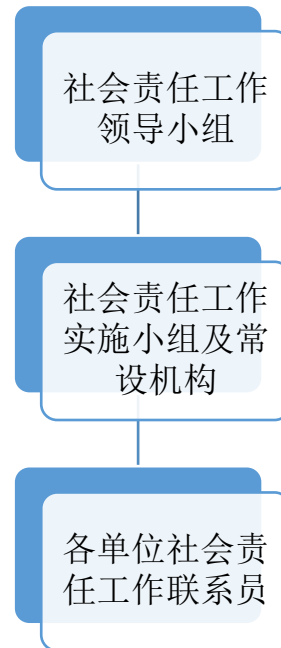 社会责任工作
领导小组
社会责任工作
实施小组及常
设机构
各单位社会责
任工作联系员